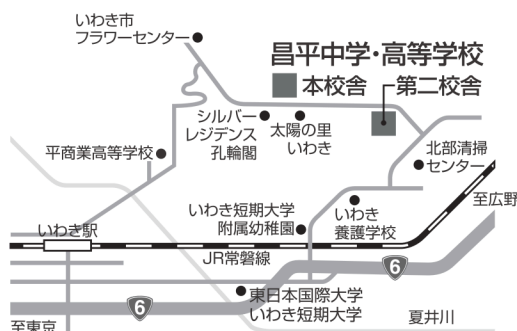 いわき市
フラワーセンター
昌平中学・高等学校
本校舎
第二校舎
シルバー
レジデンス
孔輪閣
太陽の里
いわき
平商業高等学校
北部清掃
センター
至広野
いわき短期大学
附属幼稚園
いわき
養護学校
いわき駅
JR常磐線
6
6
東日本国際大学
いわき短期大学
夏井川
至東京